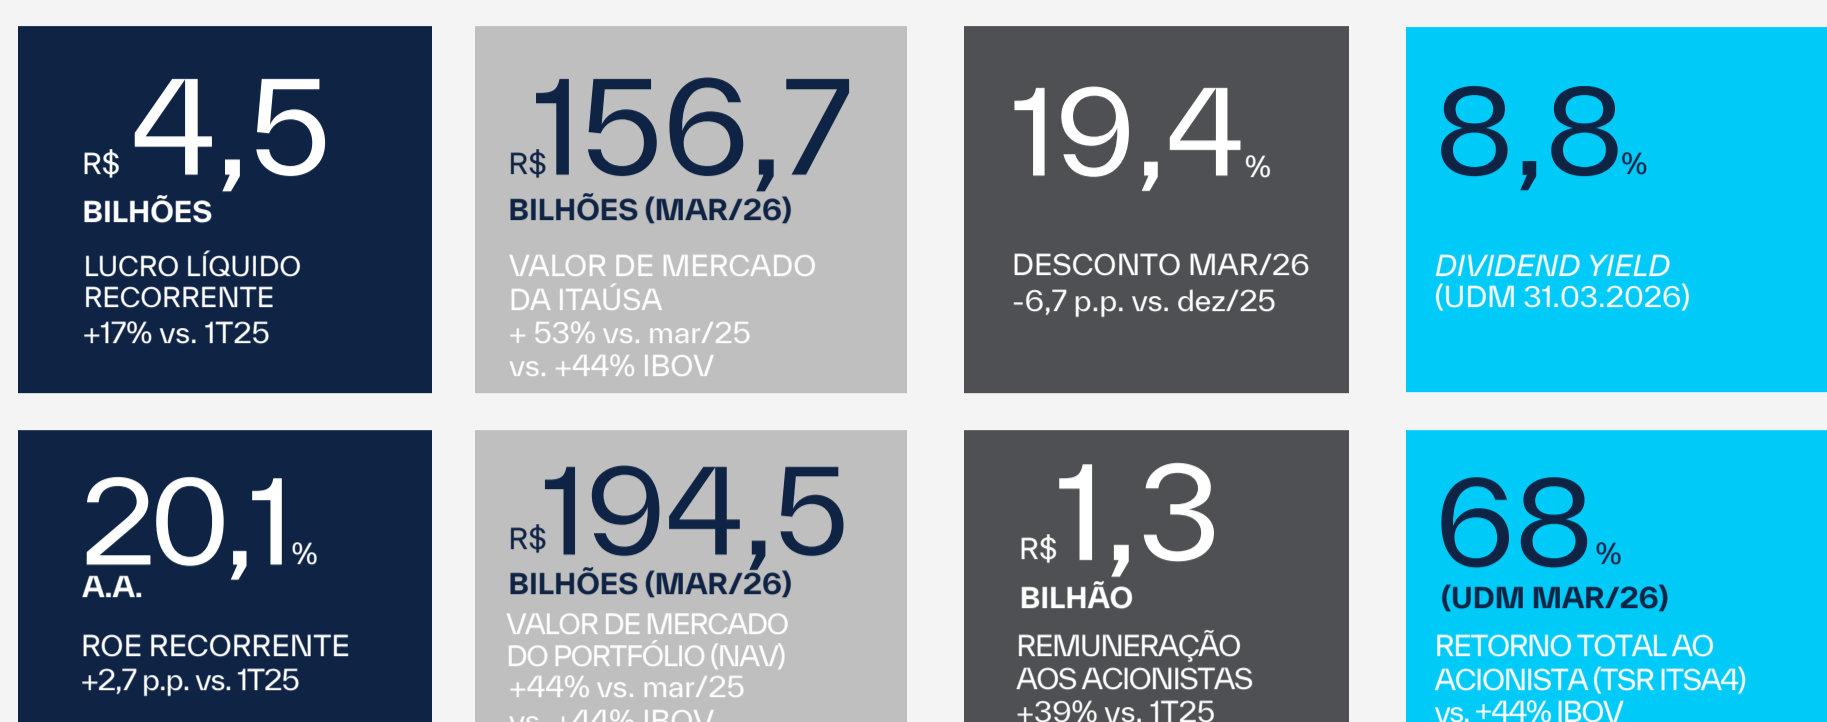 R$ 4,5
BILHÕES
LUCRO LÍQUIDO
RECORRENTE
+17% vs. 1T25
R$ 156,7
BILHÕES (MAR/26)
VALOR DE MERCADO
DA ITAÚSA
+ 53% vs. mar/25
vs. +44% IBOV
19,4 %
DESCONTO MAR/26
-6,7 p.p. vs. dez/25
8,8 %
DIVIDEND YIELD
(UDM 31.03.2026)
20,1 %
A.A.
ROE RECORRENTE
+2,7 p.p. vs. 1T25
R$ 194,5
BILHÕES (MAR/26)
VALOR DE MERCADO
DO PORTFÓLIO (NAV)
+44% vs. mar/25
vs. +44% IBOV
R$ 1,3
BILHÃO
REMUNERAÇÃO
AOS ACIONISTAS
+39% vs. 1T25
68 %
(UDM MAR/26)
RETORNO TOTAL AO
ACIONISTA (TSR ITSA4)
vs. +44% IBOV